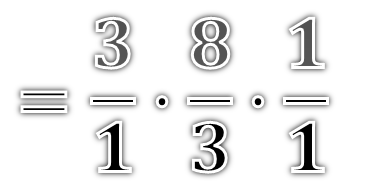 = 3/1 · 8/3 · 1/1